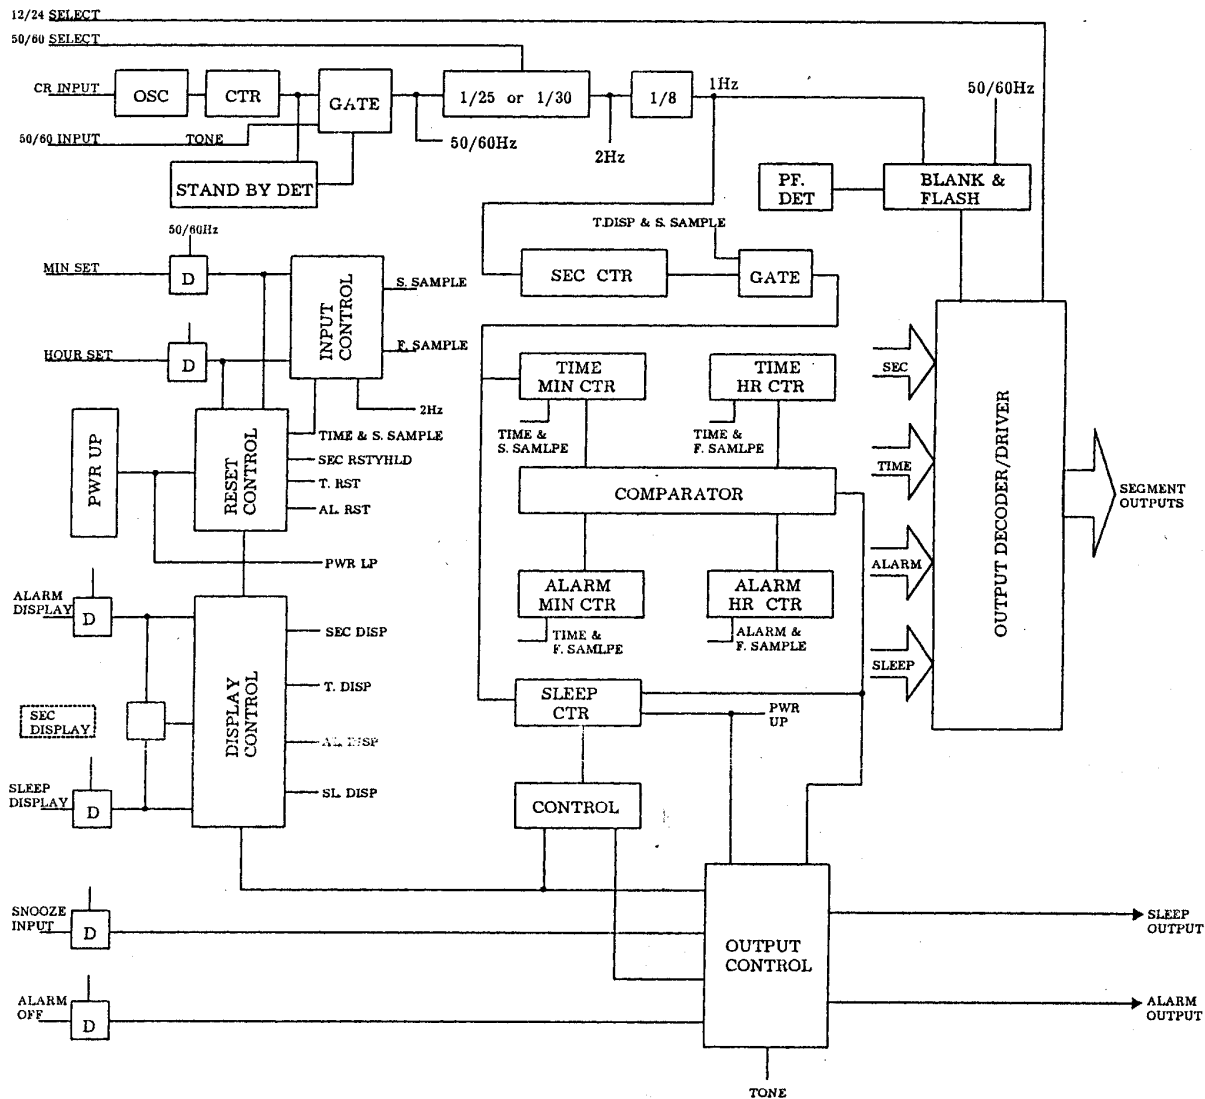 12/24 SELECT
50/60 SELECT
CR INPUT
OSC
CTR
GATE
1/25 or 1/30
1/8
1Hz
50/60Hz
50/60 INPUT
TONE
50/60Hz
2Hz
STAND BY DET
PF.
DET
BLANK &
FLASH
50/60Hz
T.DISP & S. SAMPLE
MIN SET
D
SEC CTR
GATE
S. SAMPLE
INPUT
CONTROL
F. SAMPLE
HOUR SET
D
TIME
MIN CTR
TIME
HR CTR
SEC
2Hz
TIME &
S. SAMLPE
TIME &
F. SAMLPE
PWR UP
RESET
CONTROL
TIME & S. SAMPLE
SEC RSTYHLD
T. RST
AL. RST
PWR LP
COMPARATOR
TIME
OUTPUT DECODER/DRIVER
SEGMENT
OUTPUTS
ALARM
MIN CTR
ALARM
HR CTR
ALARM
TIME &
F. SAMLPE
ALARM &
F. SAMPLE
ALARM
DISPLAY
D
SEC DISP
T. DISP
AL. DISP
SL. DISP
DISPLAY
CONTROL
SEC
DISPLAY
SLEEP
DISPLAY
D
SLEEP
CTR
PWR
UP
SLEEP
CONTROL
SNOOZE
INPUT
D
OUTPUT
CONTROL
SLEEP
OUTPUT
ALARM
OFF
D
ALARM
OUTPUT
TONE